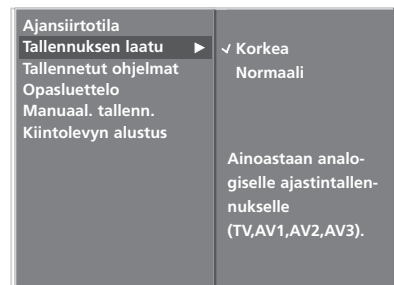 Ajansiirtotila
Tallennuksen laatu
Tallennetut ohjelmat
Opasluettelo
Manuaal. tallenn.
Kiintolevyn alustus
✓ Korkea
Normaali
Ainoastaan analo-
giselle ajastintallen-
nukselle
(TV,AV1,AV2,AV3).